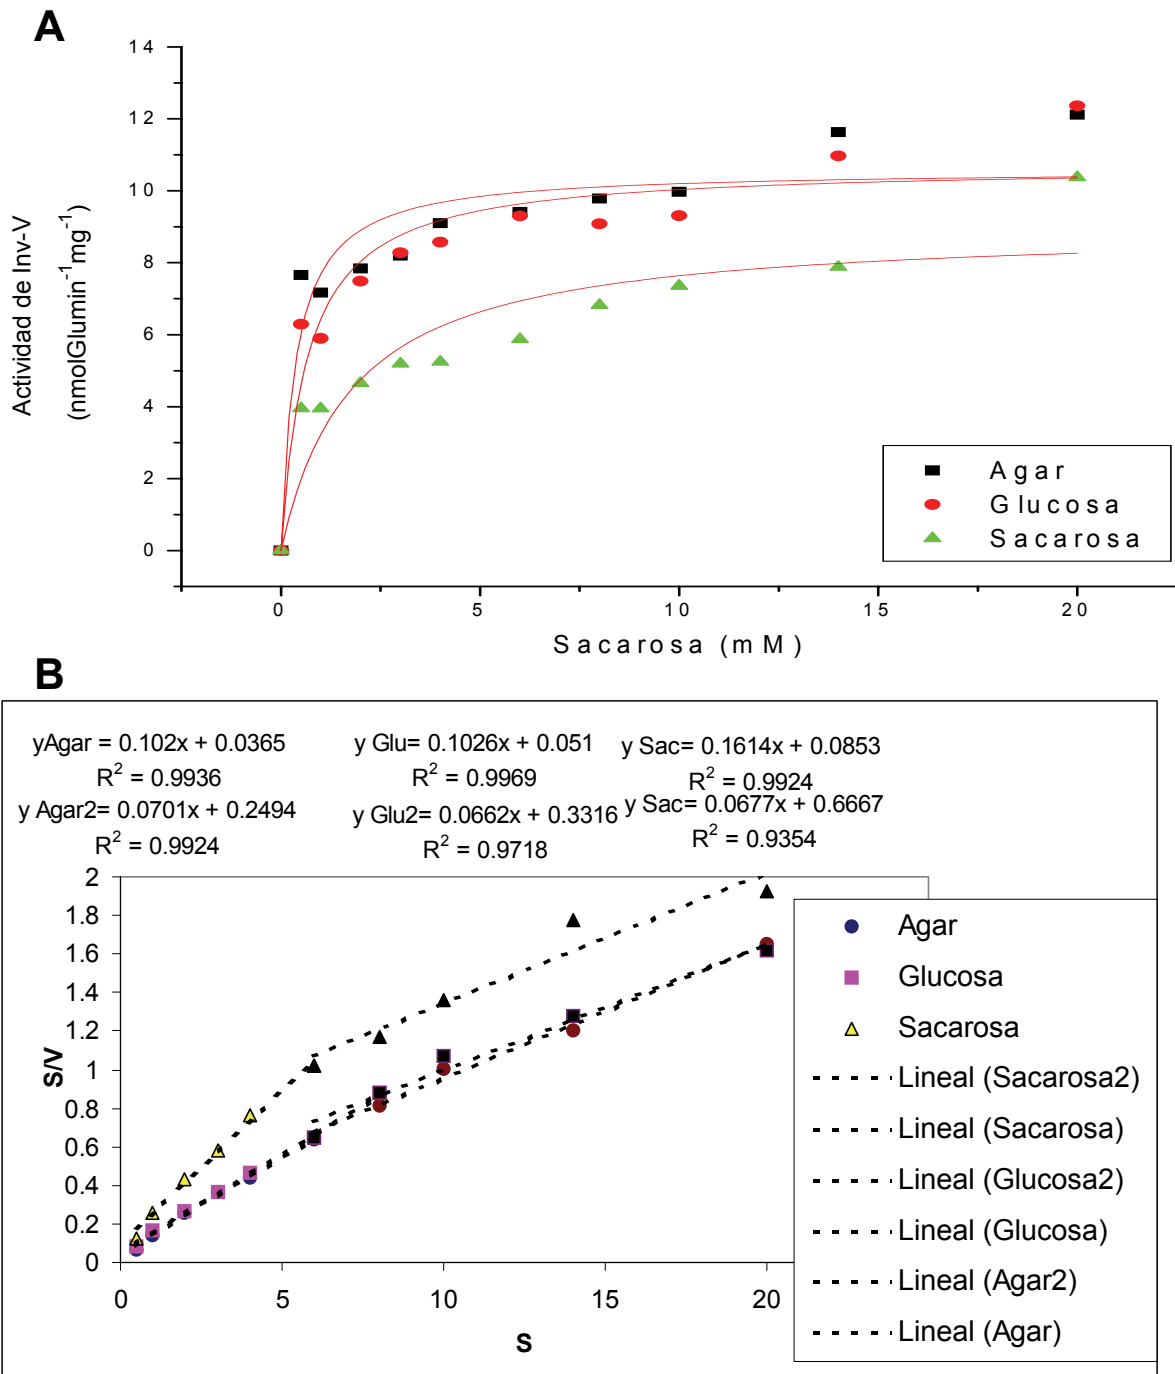 A
14
12
10
8
6
4
2
0
Actividad de Inv-V
(nmolGlumin⁻¹mg⁻¹)
Agar
Glucosa
Sacarosa
0 5 10 15 20
Sacarosa (mM)
B
yAgar = 0.102x + 0.0365 y Glu= 0.1026x + 0.051 y Sac= 0.1614x + 0.0853
R² = 0.9936 R² = 0.9969 R² = 0.9924
y Agar2= 0.0701x + 0.2494 y Glu2= 0.0662x + 0.3316 y Sac= 0.0677x + 0.6667
R² = 0.9924 R² = 0.9718 R² = 0.9354
2
1.8
1.6
1.4
1.2
1
0.8
0.6
0.4
0.2
0
S/V
0 5 10 15 20
S
Agar
Glucosa
Sacarosa
Lineal (Sacarosa2)
Lineal (Sacarosa)
Lineal (Glucosa2)
Lineal (Glucosa)
Lineal (Agar2)
Lineal (Agar)